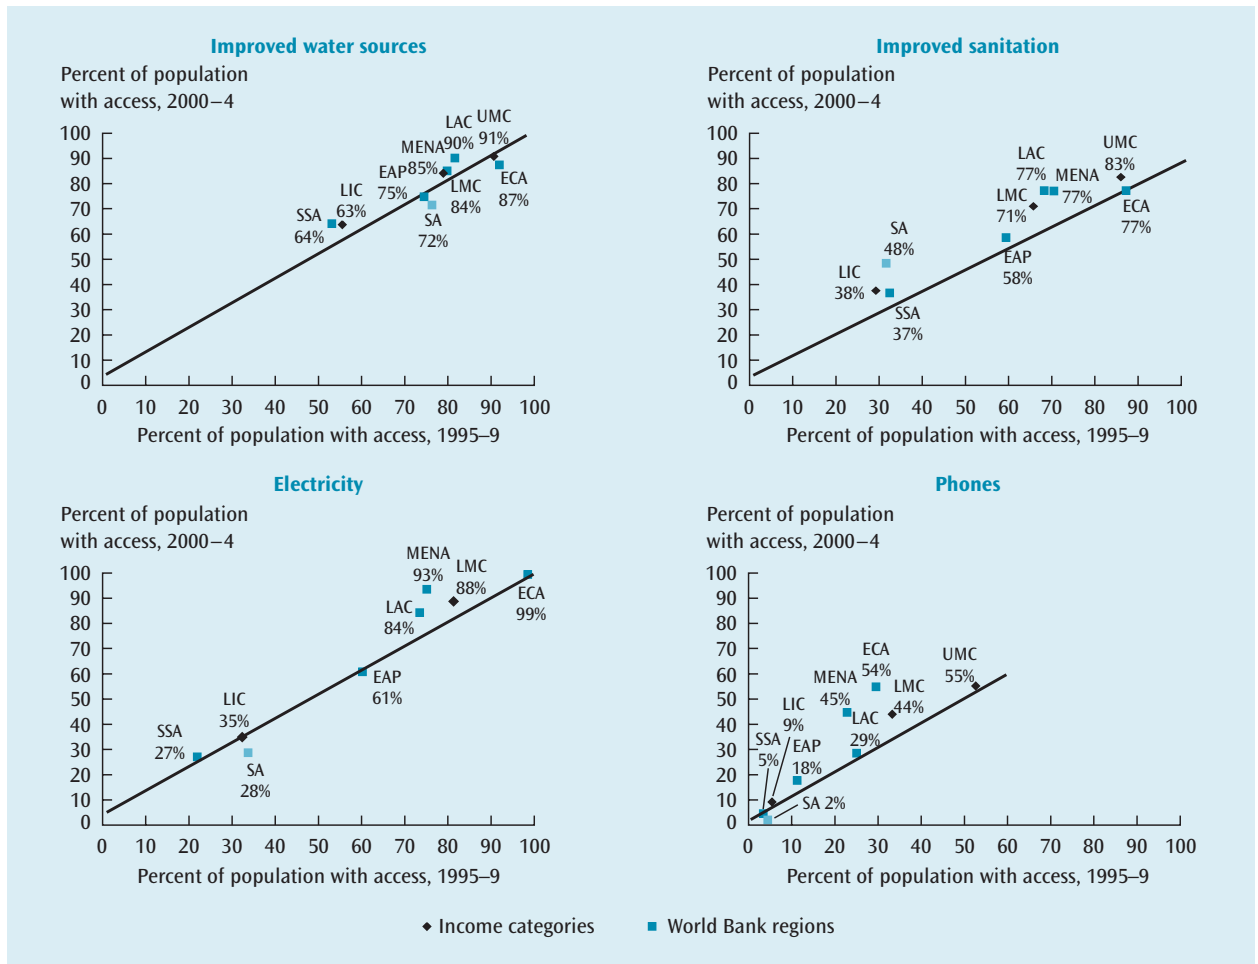 Improved water sources
Percent of population
with access, 2000–4
100
90
80
70
60
50
40
30
20
10
0
SSA
64%
LIC
63%
EAP
75%
MENA
85%
LAC
90%
UMC
91%
LMC
84%
SA
72%
ECA
87%
0 10 20 30 40 50 60 70 80 90 100
Percent of population with access, 1995–9
Improved sanitation
Percent of population
with access, 2000–4
100
90
80
70
60
50
40
30
20
10
0
LIC
38%
SA
48%
SSA
37%
LMC
71%
LAC
77%
MENA
77%
UMC
83%
EAP
58%
ECA
77%
0 10 20 30 40 50 60 70 80 90 100
Percent of population with access, 1995–9
Electricity
Percent of population
with access, 2000–4
100
90
80
70
60
50
40
30
20
10
0
SSA
27%
LIC
35%
SA
28%
EAP
61%
LAC
84%
MENA
93%
LMC
88%
ECA
99%
0 10 20 30 40 50 60 70 80 90 100
Percent of population with access, 1995–9
Phones
Percent of population
with access, 2000–4
100
90
80
70
60
50
40
30
20
10
0
SSA
5%
LIC
9%
EAP
18%
SA 2%
MENA
45%
ECA
54%
LAC
29%
LMC
44%
UMC
55%
0 10 20 30 40 50 60 70 80 90 100
Percent of population with access, 1995–9
Income categories
World Bank regions